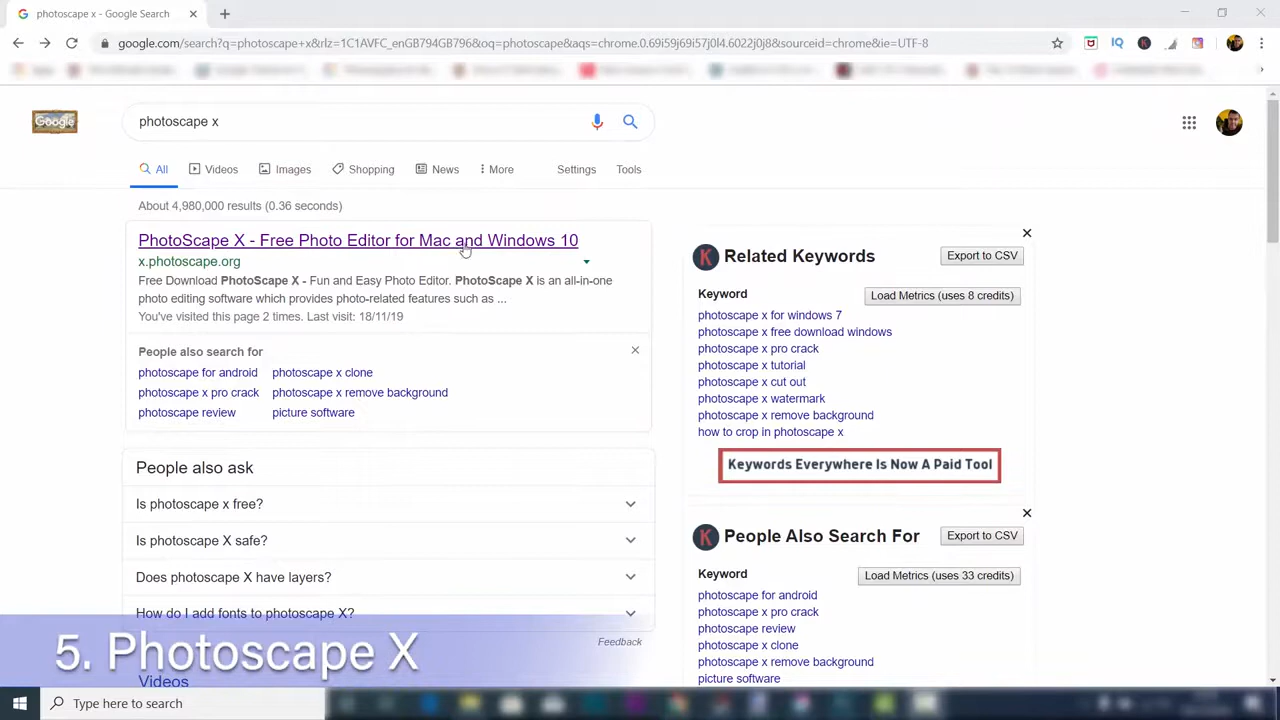 photoscape x - Google Search
google.com/search?q=photoscape+x&rlz=1C1AVFC_enGB794GB796&oq=photoscape&aqs=chrome.0.69i59j69i57j0l4.6022j0j8&sourceid=chrome&ie=UTF-8
Google
photoscape x
All Videos Images Shopping News More Settings Tools
About 4,980,000 results (0.36 seconds)
PhotoScape X - Free Photo Editor for Mac and Windows 10
x.photoscape.org
Free Download PhotoScape X - Fun and Easy Photo Editor. PhotoScape X is an all-in-one
photo editing software which provides photo-related features such as ...
You've visited this page 2 times. Last visit: 18/11/19
People also search for
photoscape for android photoscape x clone
photoscape x pro crack photoscape x remove background
photoscape review picture software
People also ask
Is photoscape x free?
Is photoscape X safe?
Does photoscape X have layers?
How do I add fonts to photoscape X?
Feedback
Videos
K Related Keywords Export to CSV
Keyword Load Metrics (uses 8 credits)
photoscape x for windows 7
photoscape x free download windows
photoscape x pro crack
photoscape x tutorial
photoscape x cut out
photoscape x watermark
photoscape x remove background
how to crop in photoscape x
Keywords Everywhere Is Now A Paid Tool
K People Also Search For Export to CSV
Keyword Load Metrics (uses 33 credits)
photoscape for android
photoscape x pro crack
photoscape review
photoscape x clone
photoscape x remove background
picture software
5. Photoscape X
Type here to search